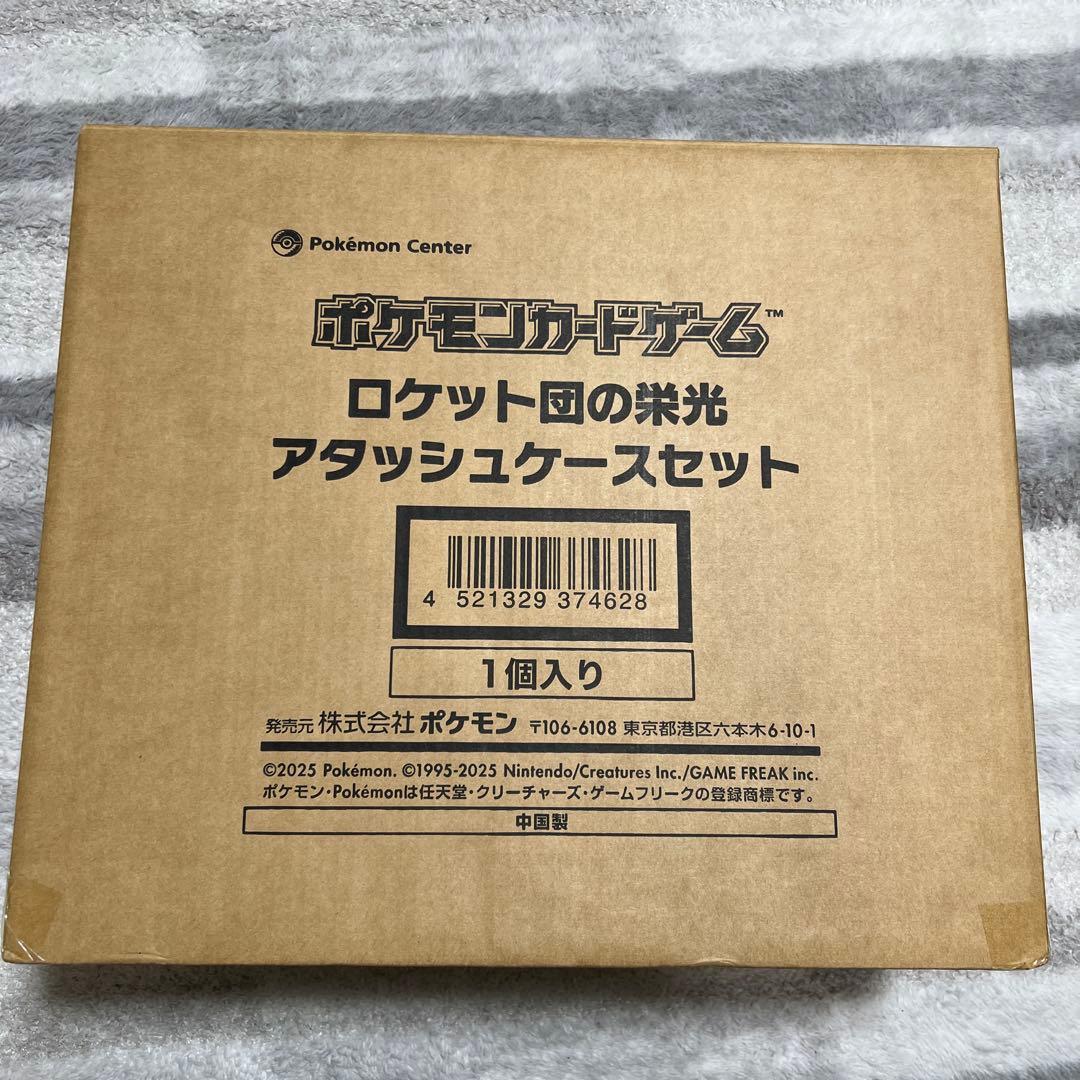 Pokémon Center
ポケモンカードゲーム™
ロケット団の栄光
アタッシュケースセット
4 521329 374628
1個入り
発売元 株式会社 ポケモン 〒106-6108 東京都港区六本木6-10-1
©2025 Pokémon. ©1995-2025 Nintendo/Creatures Inc./GAME FREAK inc.
ポケモン・Pokémonは任天堂・クリーチャーズ・ゲームフリークの登録商標です。
中国製